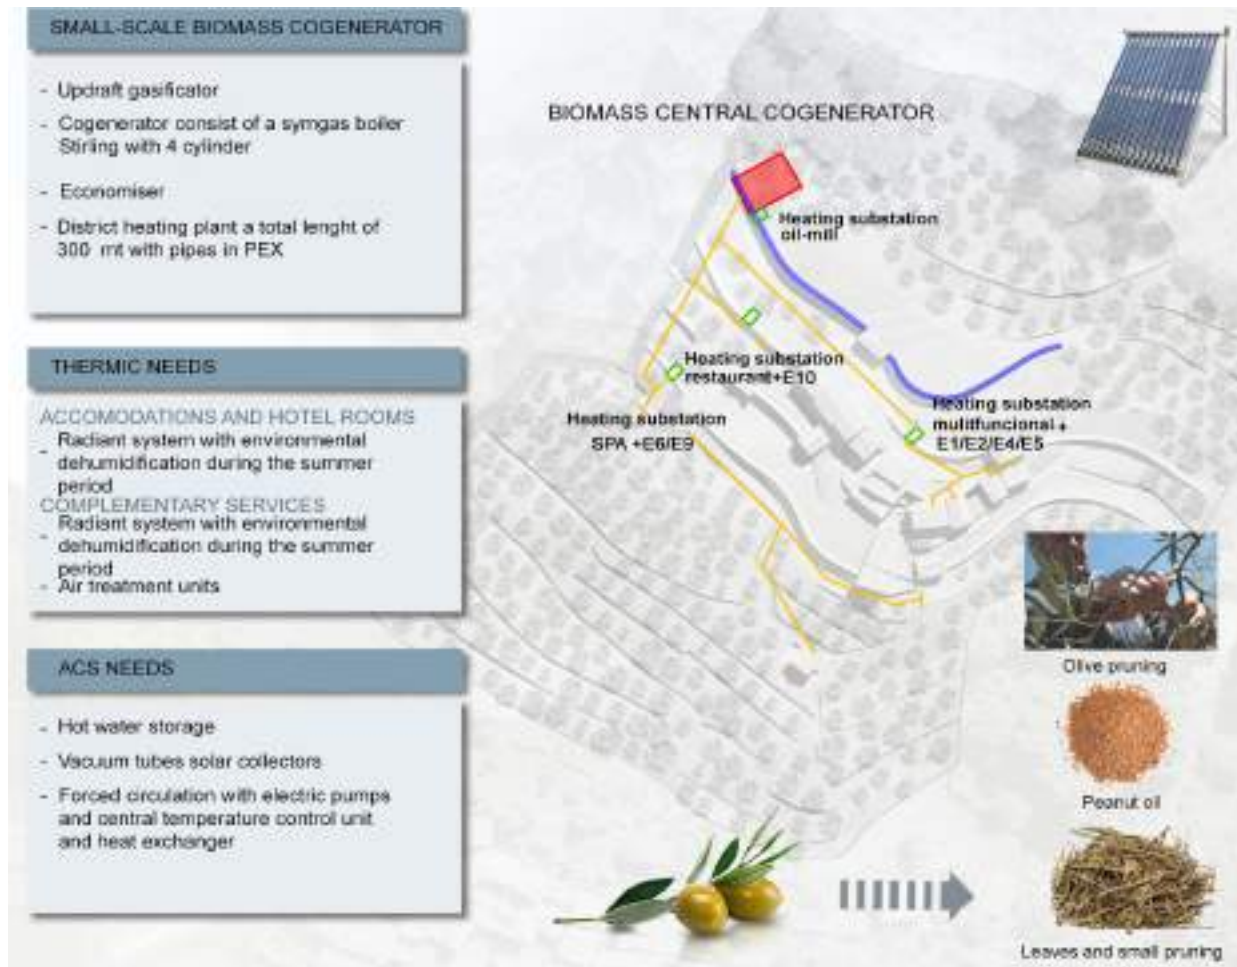 SMALL-SCALE BIOMASS COGENERATOR
- Updraft gasificator
- Cogenerator consist of a syngas boiler
Stirling with 4 cylinder
- Economiser
- District heating plant a total lenght of
300 mt with pipes in PEX
THERMIC NEEDS
ACCOMODATIONS AND HOTEL ROOMS
- Radiant system with environmental
dehumidification during the summer
period
COMPLEMENTARY SERVICES
- Radiant system with environmental
dehumidification during the summer
period
- Air treatment units
ACS NEEDS
- Hot water storage
- Vacuum tubes solar collectors
- Forced circulation with electric pumps
and central temperature control unit
and heat exchanger
BIOMASS CENTRAL COGENERATOR
Heating substation
oil-mill
Heating substation
restaurant+E10
Heating substation
SPA +E6/E9
Heating substation
mulitfuncional +
E1/E2/E4/E5
Olive pruning
Peanut oil
Leaves and small pruning